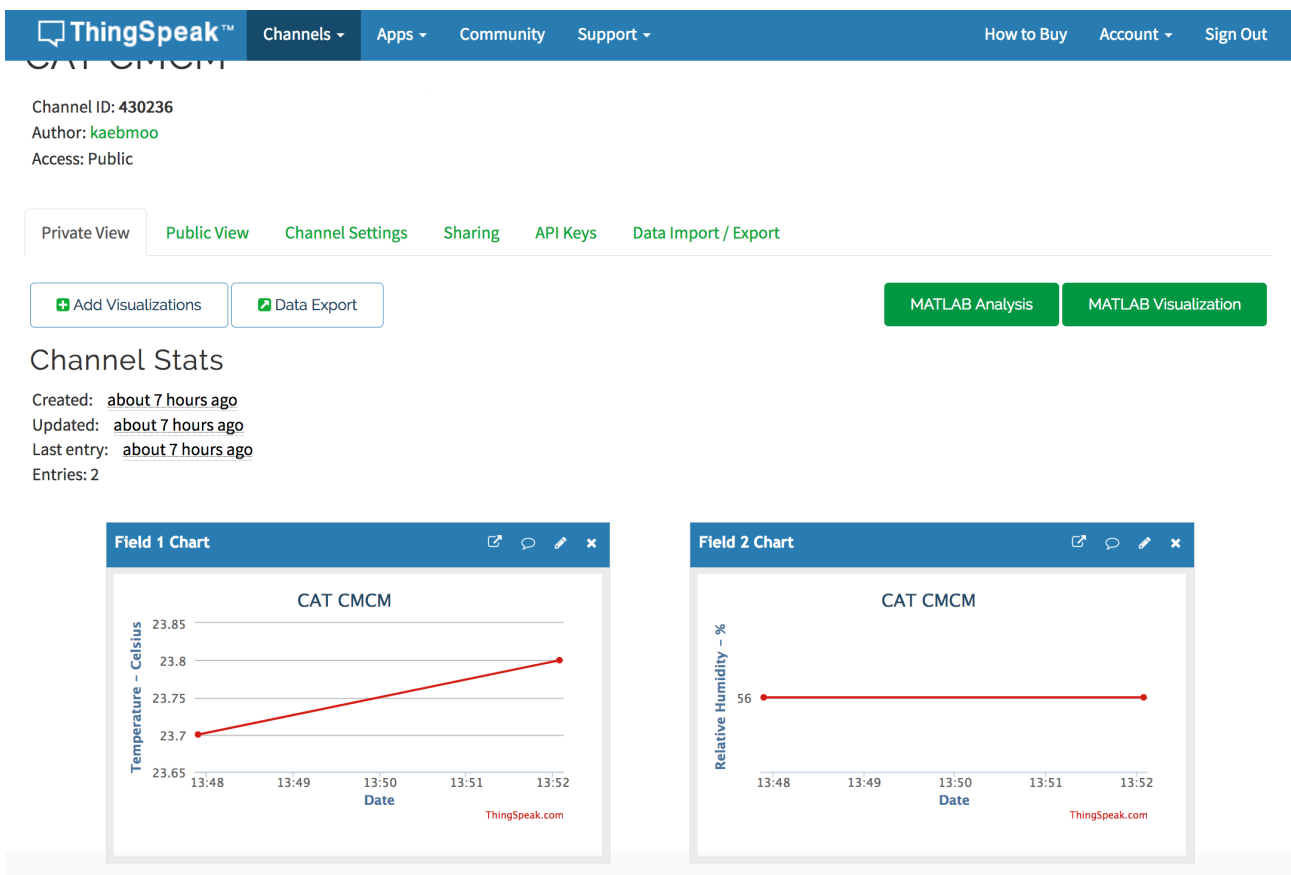 ThingSpeak™ Channels Apps Community Support How to Buy Account Sign Out
CAT CMCM
Channel ID: 430236
Author: kaebmoo
Access: Public
Private View Public View Channel Settings Sharing API Keys Data Import / Export
Add Visualizations Data Export MATLAB Analysis MATLAB Visualization
Channel Stats
Created: about 7 hours ago
Updated: about 7 hours ago
Last entry: about 7 hours ago
Entries: 2
Field 1 Chart
CAT CMCM
Temperature – Celsius
23.85
23.8
23.75
23.7
23.65
13:48 13:49 13:50 13:51 13:52
Date
ThingSpeak.com
Field 2 Chart
CAT CMCM
Relative Humidity – %
56
13:48 13:49 13:50 13:51 13:52
Date
ThingSpeak.com